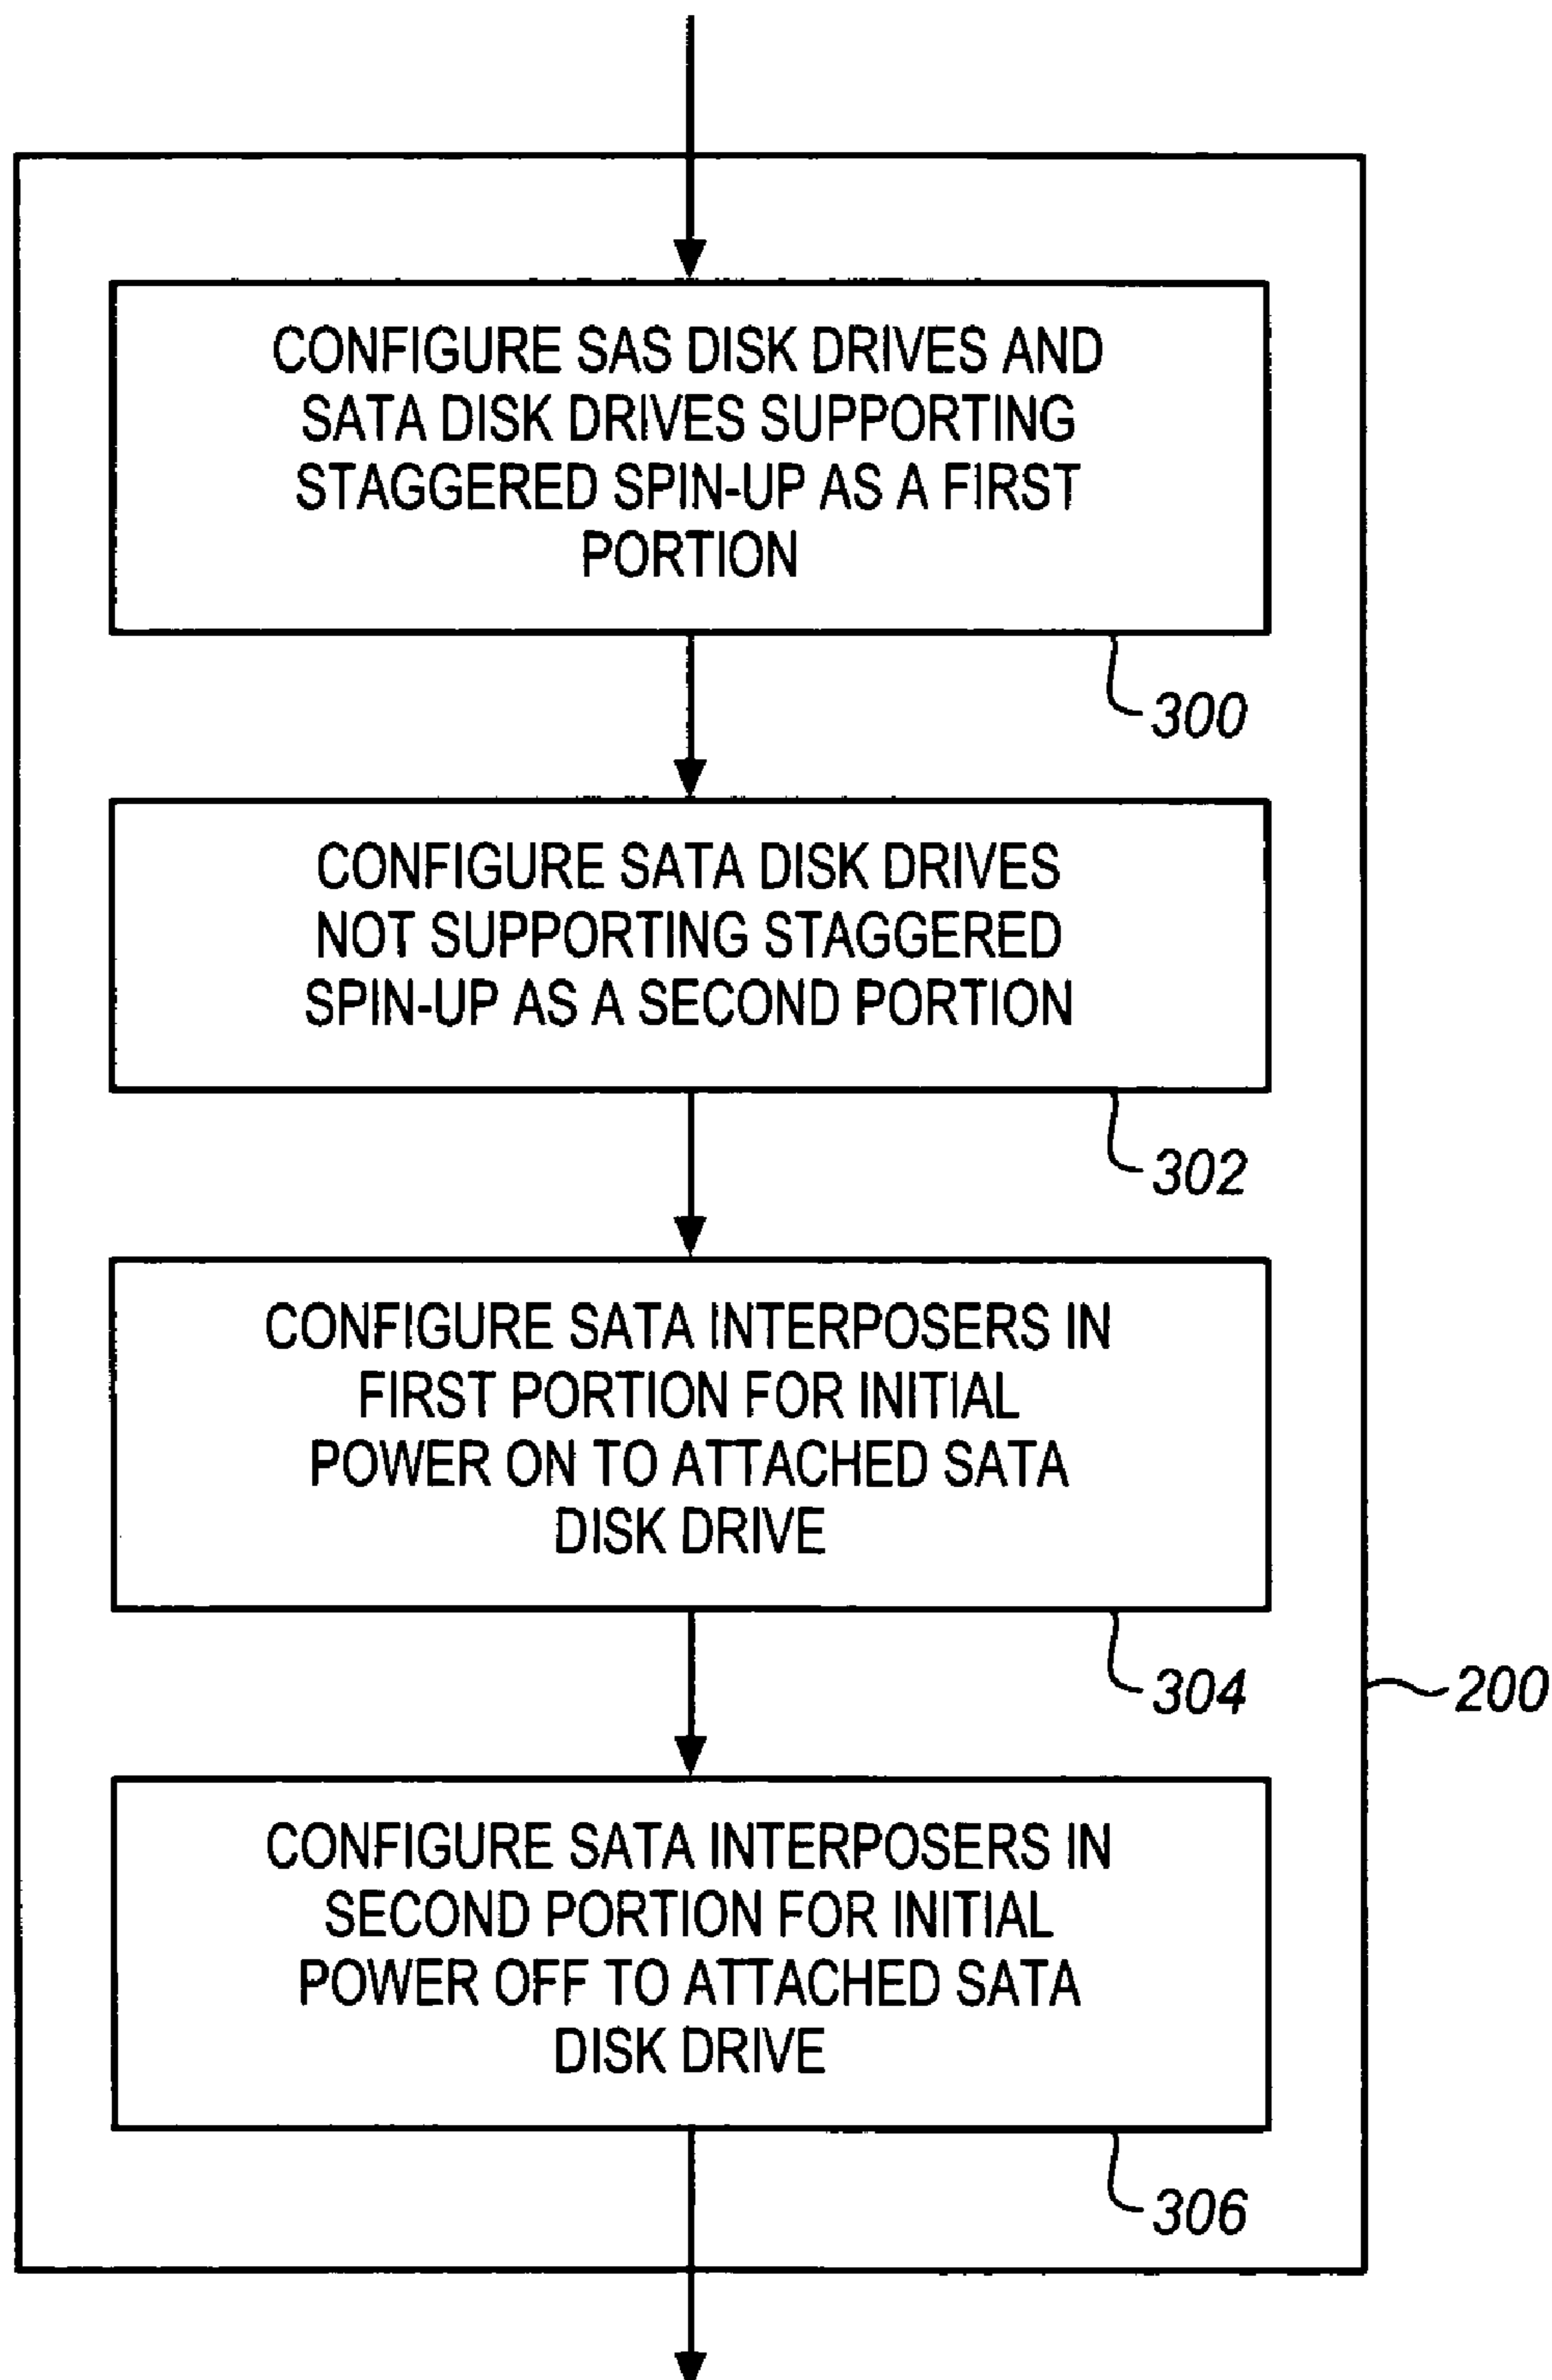 CONFIGURE SAS DISK DRIVES AND
SATA DISK DRIVES SUPPORTING
STAGGERED SPIN-UP AS A FIRST
PORTION
300
CONFIGURE SATA DISK DRIVES
NOT SUPPORTING STAGGERED
SPIN-UP AS A SECOND PORTION
302
CONFIGURE SATA INTERPOSERS IN
FIRST PORTION FOR INITIAL
POWER ON TO ATTACHED SATA
DISK DRIVE
304
200
CONFIGURE SATA INTERPOSERS IN
SECOND PORTION FOR INITIAL
POWER OFF TO ATTACHED SATA
DISK DRIVE
306